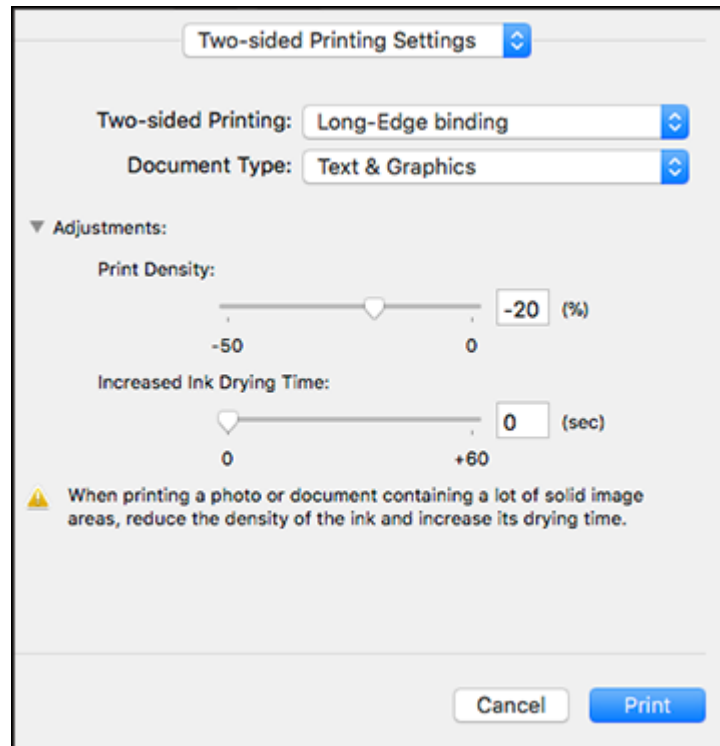 Two-sided Printing Settings
Two-sided Printing: Long-Edge binding
Document Type: Text & Graphics
Adjustments:
Print Density:
-20 (%)
-50 0
Increased Ink Drying Time:
0 (sec)
0 +60
When printing a photo or document containing a lot of solid image
areas, reduce the density of the ink and increase its drying time.
Cancel Print